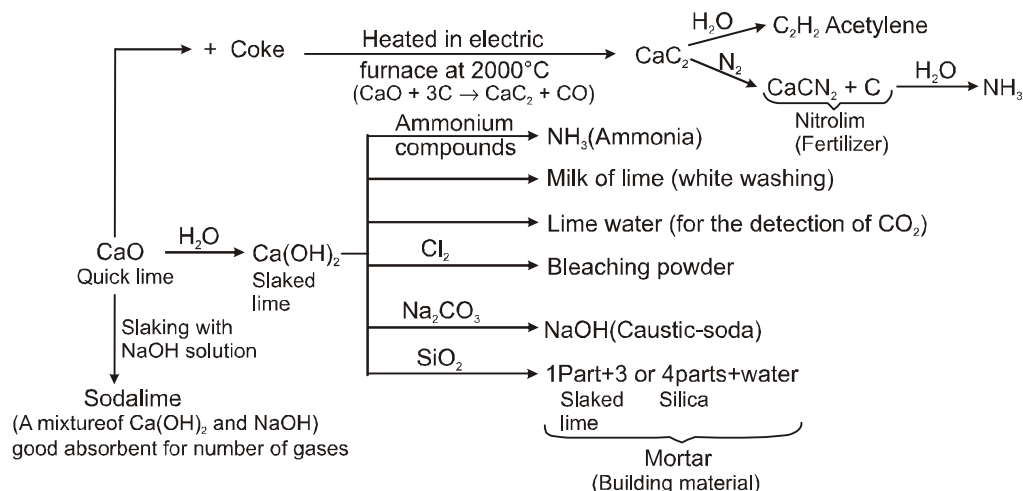 + Coke
Heated in electric
furnace at 2000°C
(CaO + 3C → CaC₂ + CO)
CaC₂
H₂O
C₂H₂ Acetylene
N₂
CaCN₂ + C
H₂O
NH₃
Nitrolim
(Fertilizer)
Ammonium
compounds
NH₃(Ammonia)
Milk of lime (white washing)
Lime water (for the detection of CO₂)
CaO
Quick lime
H₂O
Ca(OH)₂
Slaked
lime
Cl₂
Bleaching powder
Na₂CO₃
NaOH(Caustic-soda)
SiO₂
1Part+3 or 4parts+water
Slaked
lime
Silica
Mortar
(Building material)
Slaking with
NaOH solution
Sodalime
(A mixtureof Ca(OH)₂ and NaOH)
good absorbent for number of gases